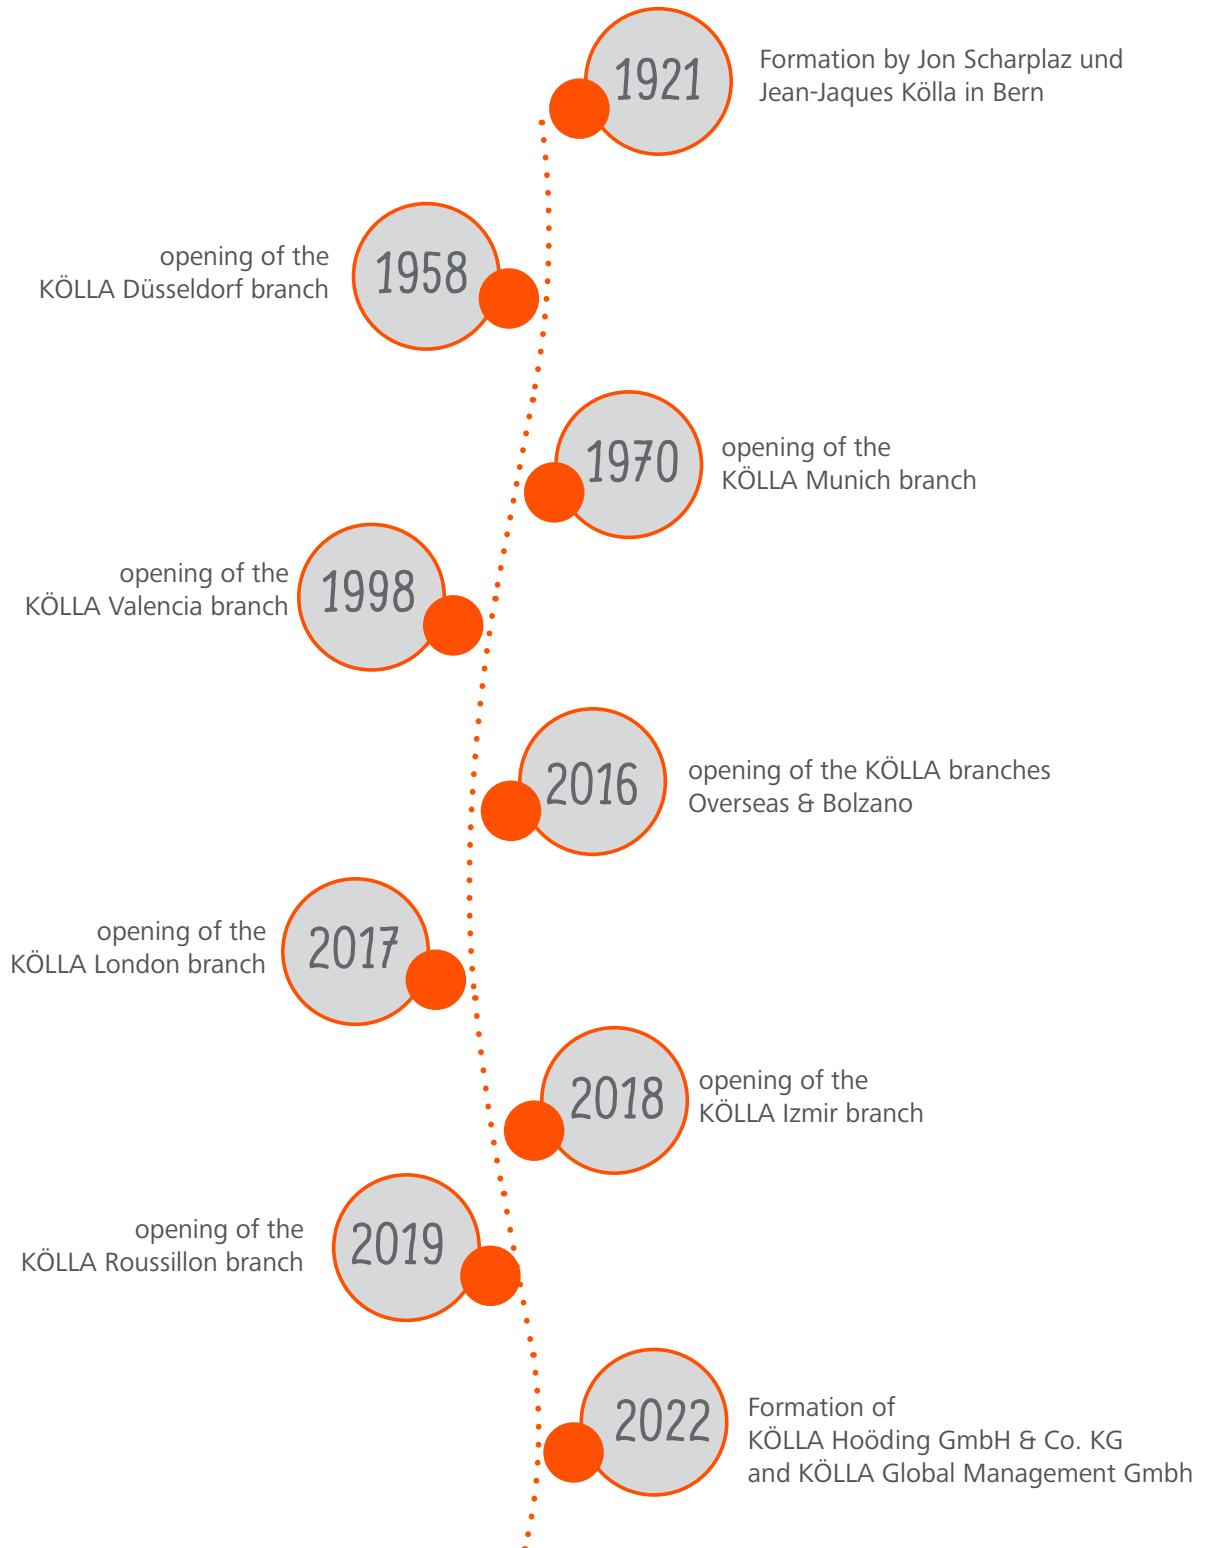 1921
Formation by Jon Scharplaz und
Jean-Jaques Kölla in Bern
opening of the
KÖLLA Düsseldorf branch
1958
1970
opening of the
KÖLLA Munich branch
opening of the
KÖLLA Valencia branch
1998
2016
opening of the KÖLLA branches
Overseas & Bolzano
opening of the
KÖLLA London branch
2017
2018
opening of the
KÖLLA Izmir branch
opening of the
KÖLLA Roussillon branch
2019
2022
Formation of
KÖLLA Hoöding GmbH & Co. KG
and KÖLLA Global Management Gmbh